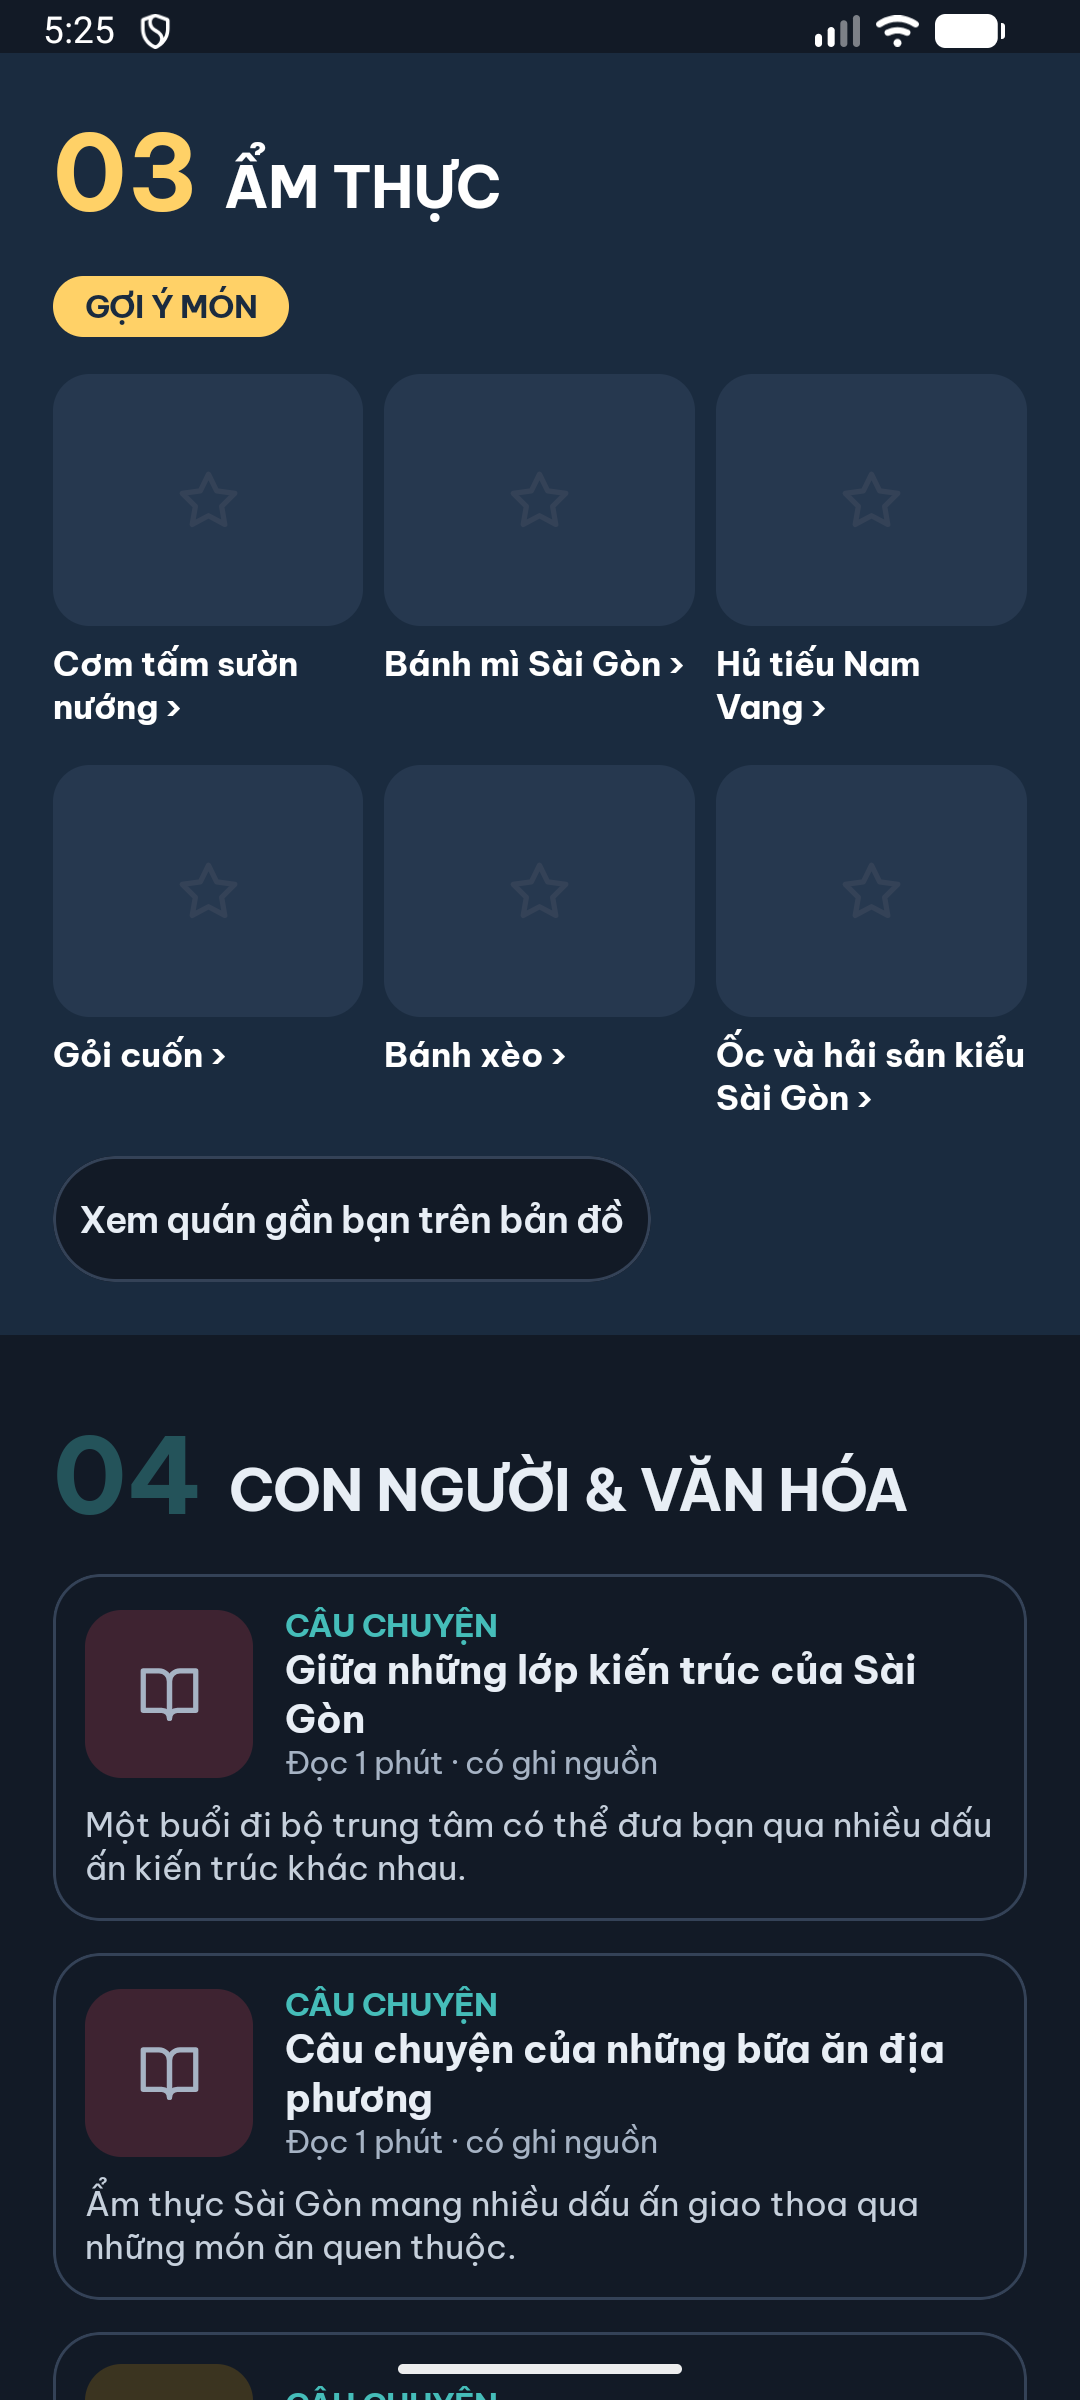 5:25
03 ẨM THỰC
GỢI Ý MÓN
Cơm tấm sườn
nướng ›
Bánh mì Sài Gòn ›
Hủ tiếu Nam
Vang ›
Gỏi cuốn ›
Bánh xèo ›
Ốc và hải sản kiểu
Sài Gòn ›
Xem quán gần bạn trên bản đồ
04 CON NGƯỜI & VĂN HÓA
CÂU CHUYỆN
Giữa những lớp kiến trúc của Sài
Gòn
Đọc 1 phút · có ghi nguồn
Một buổi đi bộ trung tâm có thể đưa bạn qua nhiều dấu
ấn kiến trúc khác nhau.
CÂU CHUYỆN
Câu chuyện của những bữa ăn địa
phương
Đọc 1 phút · có ghi nguồn
Ẩm thực Sài Gòn mang nhiều dấu ấn giao thoa qua
những món ăn quen thuộc.
CÂU CHUYỆN